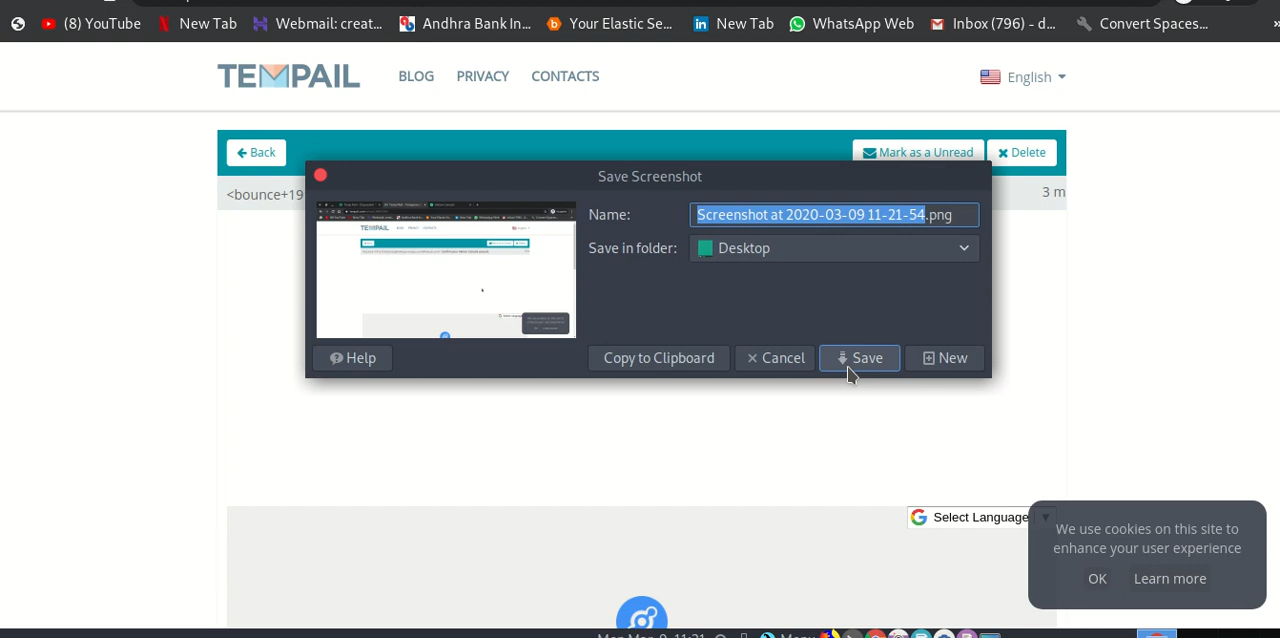 (8) YouTube New Tab Webmail: creat... Andhra Bank In... Your Elastic Se... New Tab WhatsApp Web Inbox (796) - d... Convert Spaces... »
TEMPAIL BLOG PRIVACY CONTACTS English
Back Mark as a Unread Delete
<bounce+19 3 m
Save Screenshot
Name: Screenshot at 2020-03-09 11-21-54.png
Save in folder: Desktop
Help Copy to Clipboard Cancel Save New
Select Language ▼
We use cookies on this site to
enhance your user experience
OK Learn more